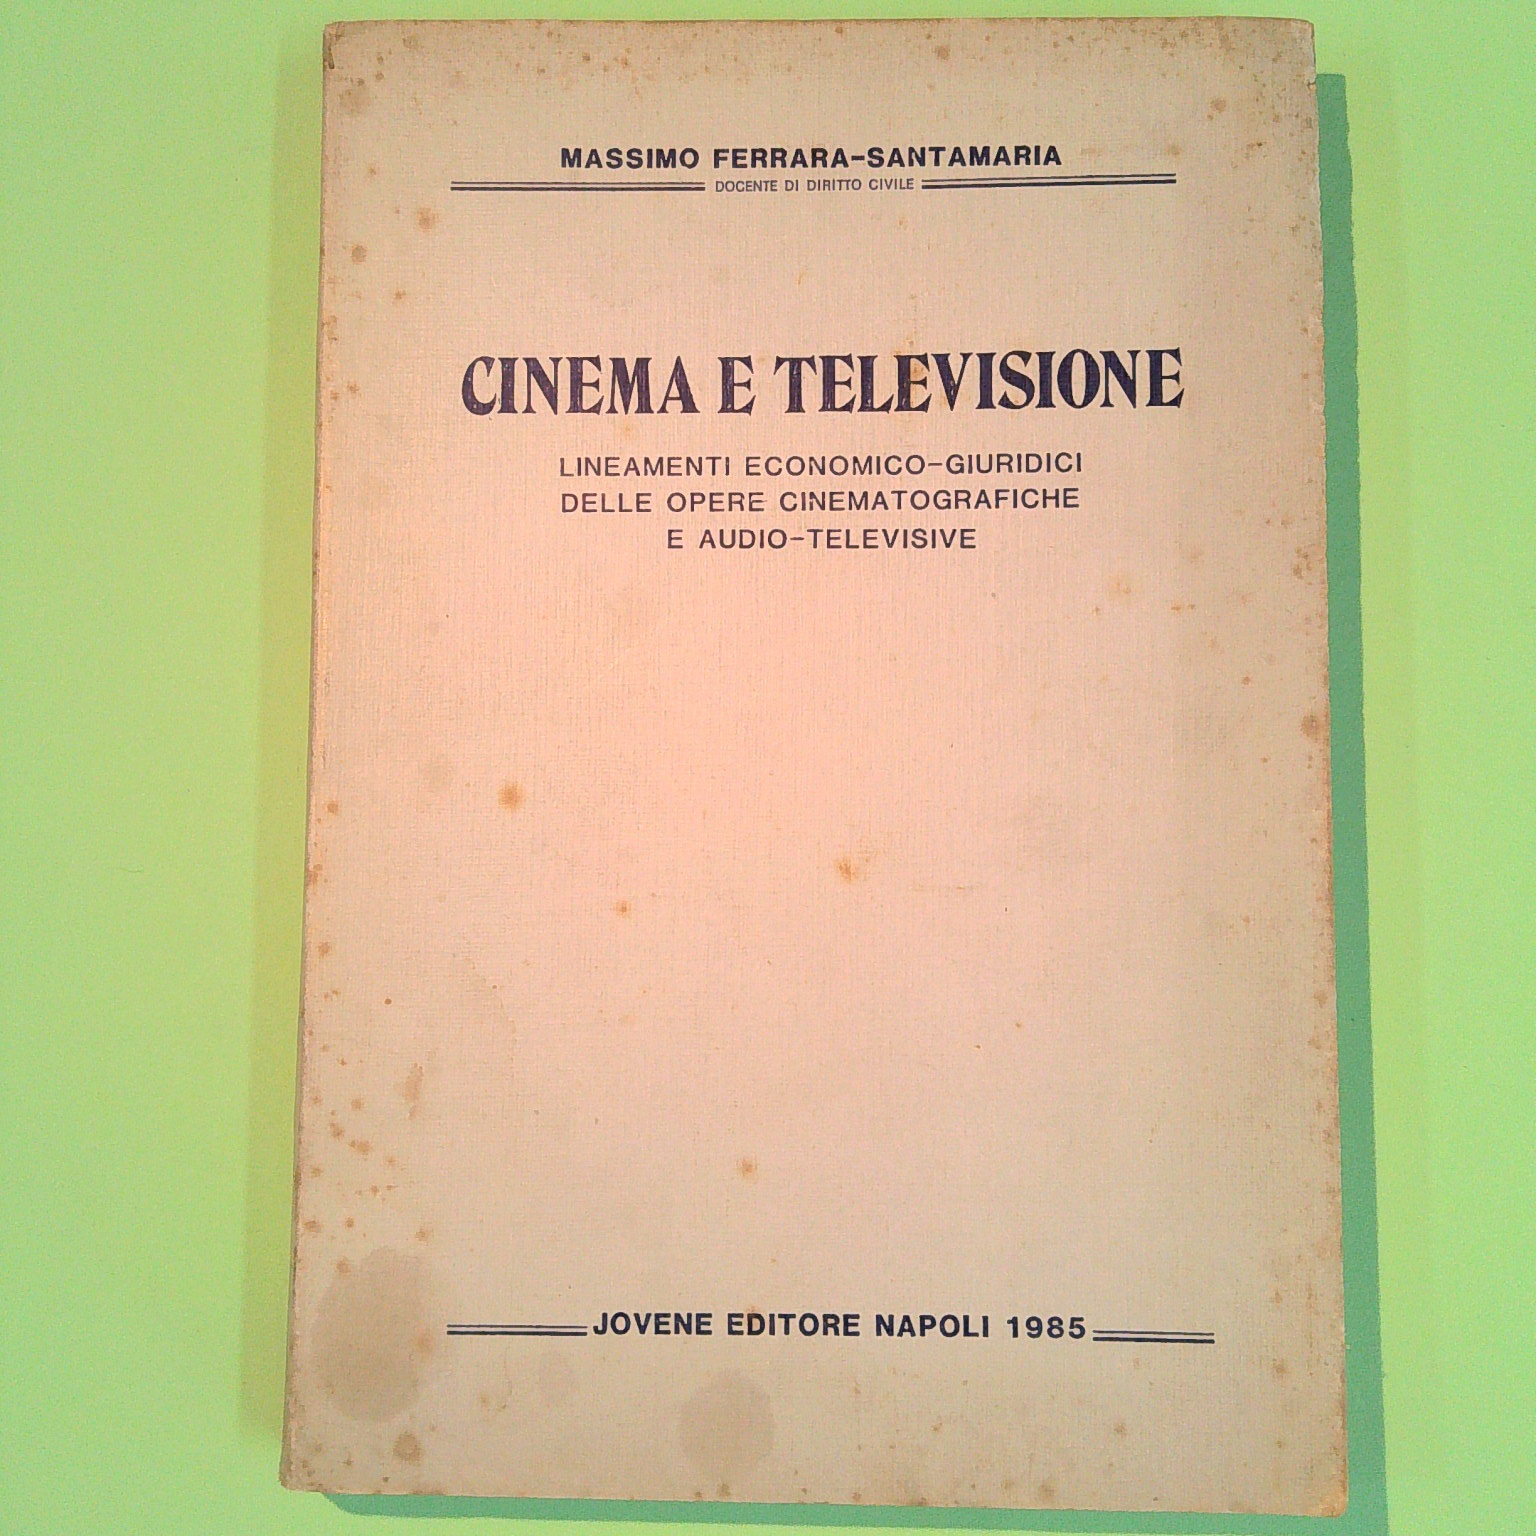 MASSIMO FERRARA-SANTAMARIA
DOCENTE DI DIRITTO CIVILE
CINEMA E TELEVISIONE
LINEAMENTI ECONOMICO-GIURIDICI
DELLE OPERE CINEMATOGRAFICHE
E AUDIO-TELEVISIVE
JOVENE EDITORE NAPOLI 1985